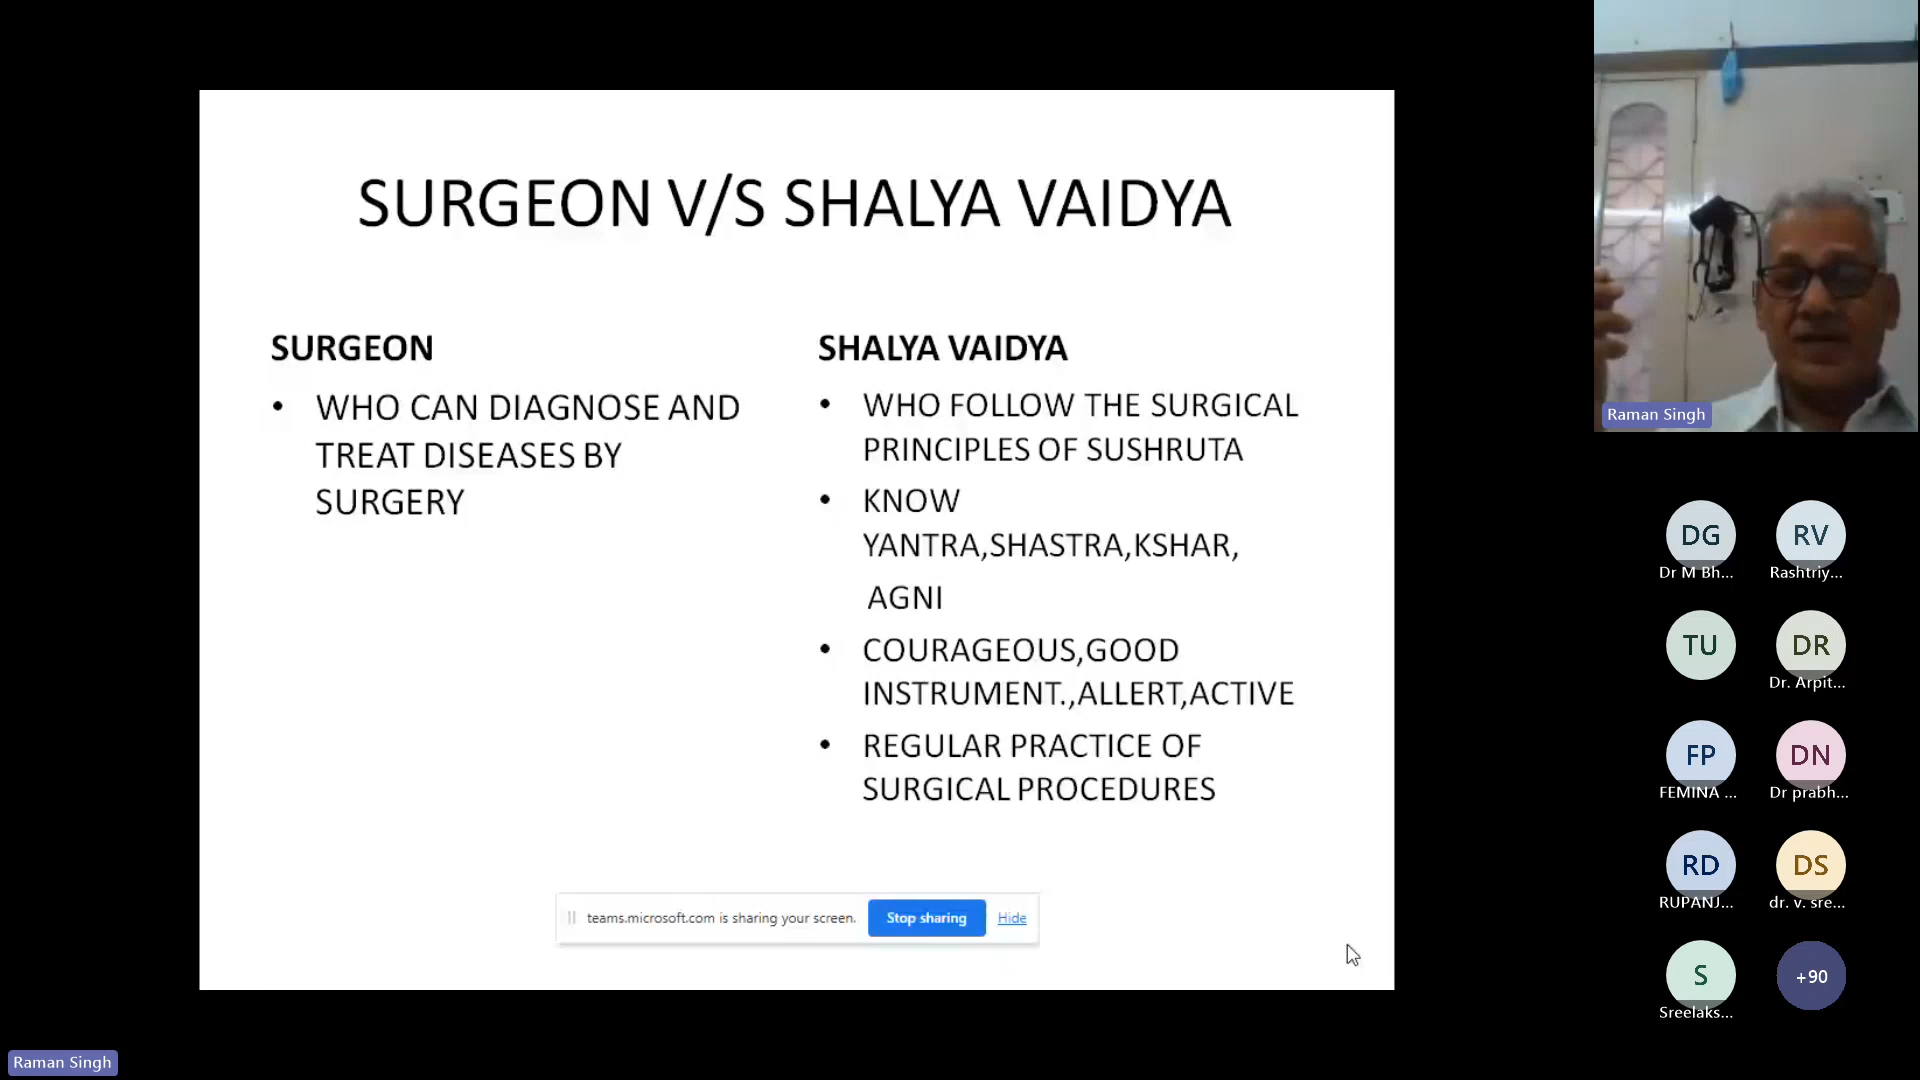 SURGEON V/S SHALYA VAIDYA
SURGEON
• WHO CAN DIAGNOSE AND
TREAT DISEASES BY
SURGERY
SHALYA VAIDYA
• WHO FOLLOW THE SURGICAL
PRINCIPLES OF SUSHRUTA
• KNOW
YANTRA,SHASTRA,KSHAR,
AGNI
• COURAGEOUS,GOOD
INSTRUMENT.,ALLERT,ACTIVE
• REGULAR PRACTICE OF
SURGICAL PROCEDURES
teams.microsoft.com is sharing your screen. Stop sharing Hide
Raman Singh
DG RV
Dr M Bh... Rashtriy...
TU DR
Dr. Arpit...
FP DN
FEMINA ... Dr prabh...
RD DS
RUPANJ... dr. v. sre...
S +90
Sreelaks...
Raman Singh